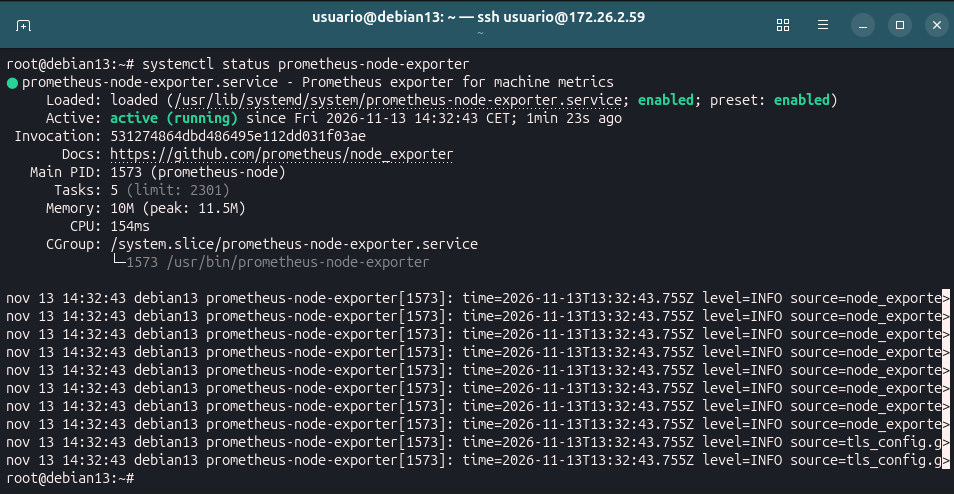 usuario@debian13: ~ — ssh usuario@172.26.2.59
~
root@debian13:~# systemctl status prometheus-node-exporter
● prometheus-node-exporter.service - Prometheus exporter for machine metrics
Loaded: loaded (/usr/lib/systemd/system/prometheus-node-exporter.service; enabled; preset: enabled)
Active: active (running) since Fri 2026-11-13 14:32:43 CET; 1min 23s ago
Invocation: 531274864dbd486495e112dd031f03ae
Docs: https://github.com/prometheus/node_exporter
Main PID: 1573 (prometheus-node)
Tasks: 5 (limit: 2301)
Memory: 10M (peak: 11.5M)
CPU: 154ms
CGroup: /system.slice/prometheus-node-exporter.service
└─1573 /usr/bin/prometheus-node-exporter
nov 13 14:32:43 debian13 prometheus-node-exporter[1573]: time=2026-11-13T13:32:43.755Z level=INFO source=node_exporte>
nov 13 14:32:43 debian13 prometheus-node-exporter[1573]: time=2026-11-13T13:32:43.755Z level=INFO source=node_exporte>
nov 13 14:32:43 debian13 prometheus-node-exporter[1573]: time=2026-11-13T13:32:43.755Z level=INFO source=node_exporte>
nov 13 14:32:43 debian13 prometheus-node-exporter[1573]: time=2026-11-13T13:32:43.755Z level=INFO source=node_exporte>
nov 13 14:32:43 debian13 prometheus-node-exporter[1573]: time=2026-11-13T13:32:43.755Z level=INFO source=node_exporte>
nov 13 14:32:43 debian13 prometheus-node-exporter[1573]: time=2026-11-13T13:32:43.755Z level=INFO source=node_exporte>
nov 13 14:32:43 debian13 prometheus-node-exporter[1573]: time=2026-11-13T13:32:43.755Z level=INFO source=node_exporte>
nov 13 14:32:43 debian13 prometheus-node-exporter[1573]: time=2026-11-13T13:32:43.755Z level=INFO source=node_exporte>
nov 13 14:32:43 debian13 prometheus-node-exporter[1573]: time=2026-11-13T13:32:43.755Z level=INFO source=tls_config.g>
nov 13 14:32:43 debian13 prometheus-node-exporter[1573]: time=2026-11-13T13:32:43.755Z level=INFO source=tls_config.g>
root@debian13:~#